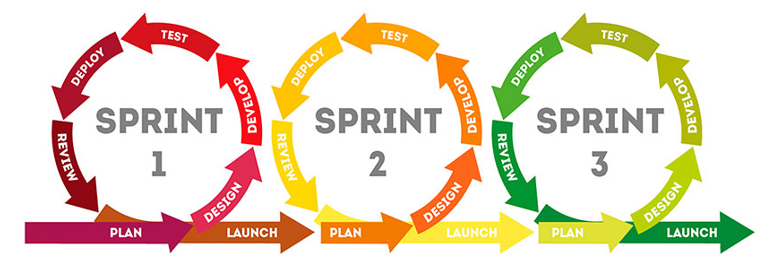 TEST
DEPLOY
DEVELOP
SPRINT
1
REVIEW
DESIGN
PLAN
LAUNCH
TEST
DEPLOY
DEVELOP
SPRINT
2
REVIEW
DESIGN
PLAN
LAUNCH
TEST
DEPLOY
DEVELOP
SPRINT
3
REVIEW
DESIGN
PLAN
LAUNCH